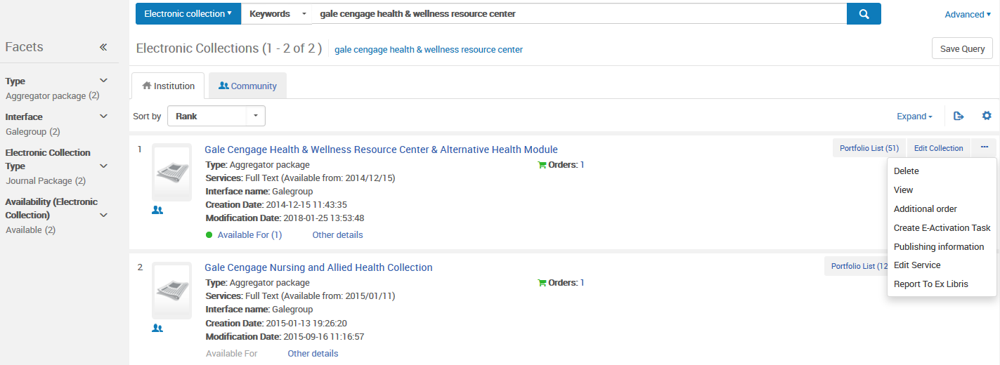 Electronic collection Keywords gale cengage health & wellness resource center Advanced
Facets
Electronic Collections (1 - 2 of 2 ) gale cengage health & wellness resource center Save Query
Type
Aggregator package (2)
Interface
Galegroup (2)
Electronic Collection
Type
Journal Package (2)
Availability (Electronic
Collection)
Available (2)
Institution Community
Sort by Rank Expand
1 Gale Cengage Health & Wellness Resource Center & Alternative Health Module Portfolio List (51) Edit Collection
Type: Aggregator package Orders: 1
Services: Full Text (Available from: 2014/12/15)
Interface name: Galegroup
Creation Date: 2014-12-15 11:43:35
Modification Date: 2018-01-25 13:53:48
Available For (1) Other details
Delete
View
Additional order
Create E-Activation Task
Publishing information
Edit Service
Report To Ex Libris
2 Gale Cengage Nursing and Allied Health Collection Portfolio List (12
Type: Aggregator package Orders: 1
Services: Full Text (Available from: 2015/01/11)
Interface name: Galegroup
Creation Date: 2015-01-13 19:26:20
Modification Date: 2015-09-16 11:16:57
Available For Other details